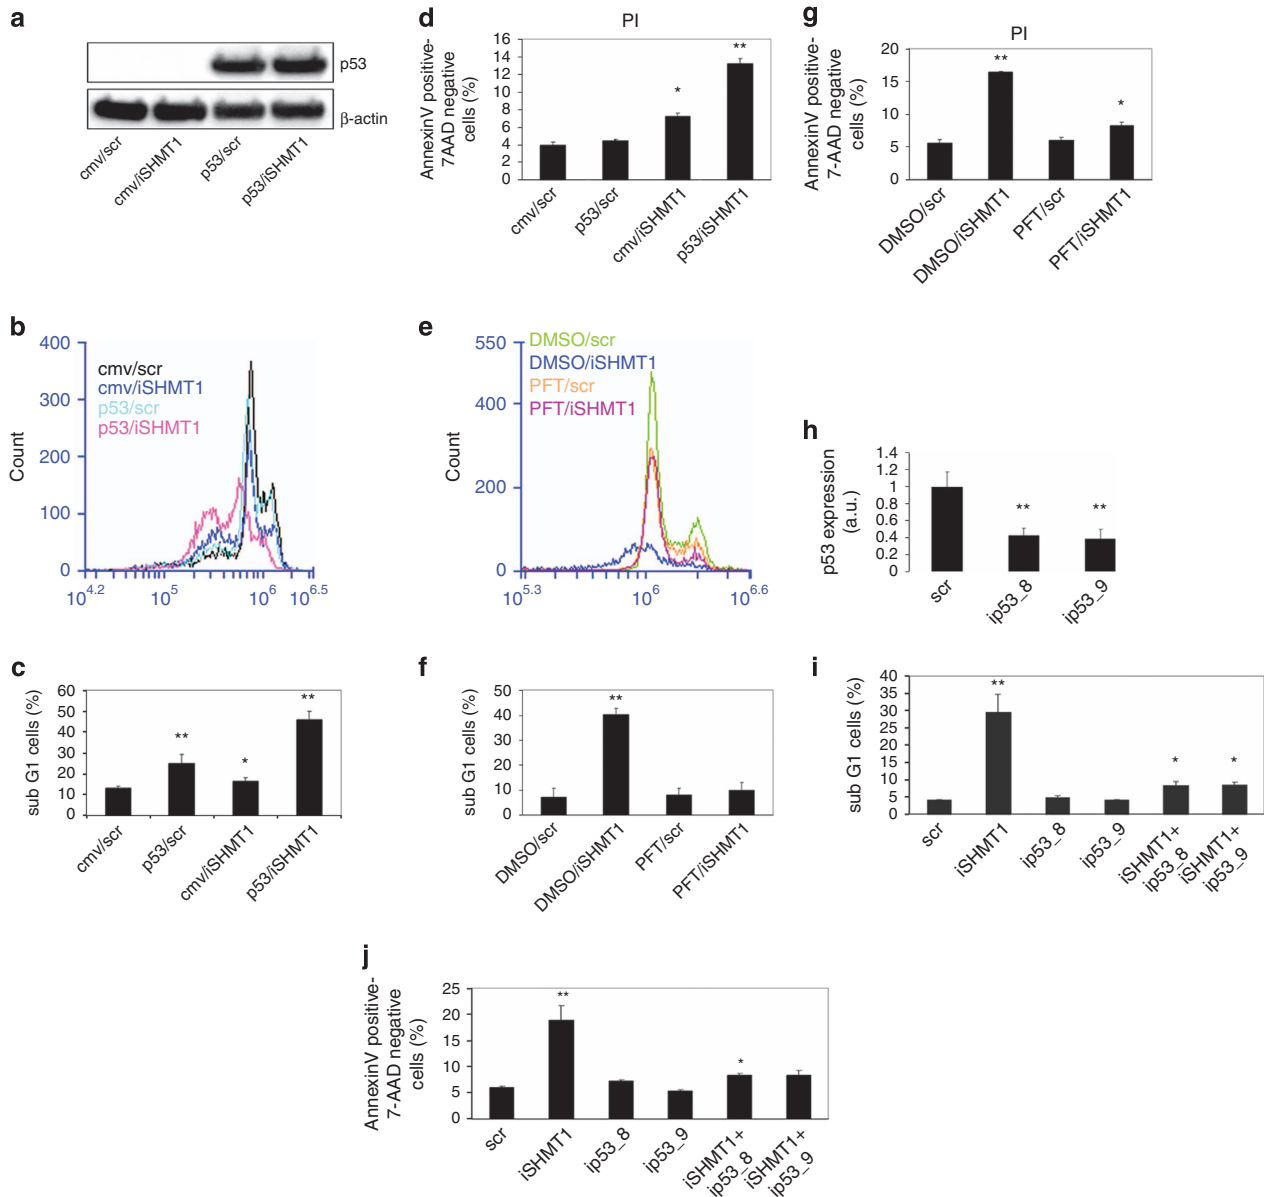 a
p53
β-actin
cmv/scr
cmv/iSHMT1
p53/scr
p53/iSHMT1
b
400
300
200
100
0
Count
cmv/scr
cmv/iSHMT1
p53/scr
p53/iSHMT1
10^4.2 10^5 10^6 10^6.5
c
sub G1 cells (%)
60
50
40
30
20
10
0
** * **
cmv/scr
p53/scr
cmv/iSHMT1
p53/iSHMT1
d
PI
AnnexinV positive-
7AAD negative
cells (%)
16
14
12
10
8
6
4
2
0
* **
cmv/scr
p53/scr
cmv/iSHMT1
p53/iSHMT1
e
550
400
200
0
Count
DMSO/scr
DMSO/iSHMT1
PFT/scr
PFT/iSHMT1
10^5.3 10^6 10^6.6
f
sub G1 cells (%)
50
40
30
20
10
0
**
DMSO/scr
DMSO/iSHMT1
PFT/scr
PFT/iSHMT1
g
PI
AnnexinV positive-
7-AAD negative
cells (%)
20
15
10
5
0
** *
DMSO/scr
DMSO/iSHMT1
PFT/scr
PFT/iSHMT1
h
p53 expression
(a.u.)
1.4
1.2
1
0.8
0.6
0.4
0.2
0
** **
scr
ip53_8
ip53_9
i
sub G1 cells (%)
40
35
30
25
20
15
10
5
0
** * *
scr
iSHMT1
ip53_8
ip53_9
iSHMT1+
ip53_8
iSHMT1+
ip53_9
j
AnnexinV positive-
7-AAD negative
cells (%)
25
20
15
10
5
0
** *
scr
iSHMT1
ip53_8
ip53_9
iSHMT1+
ip53_8
iSHMT1+
ip53_9